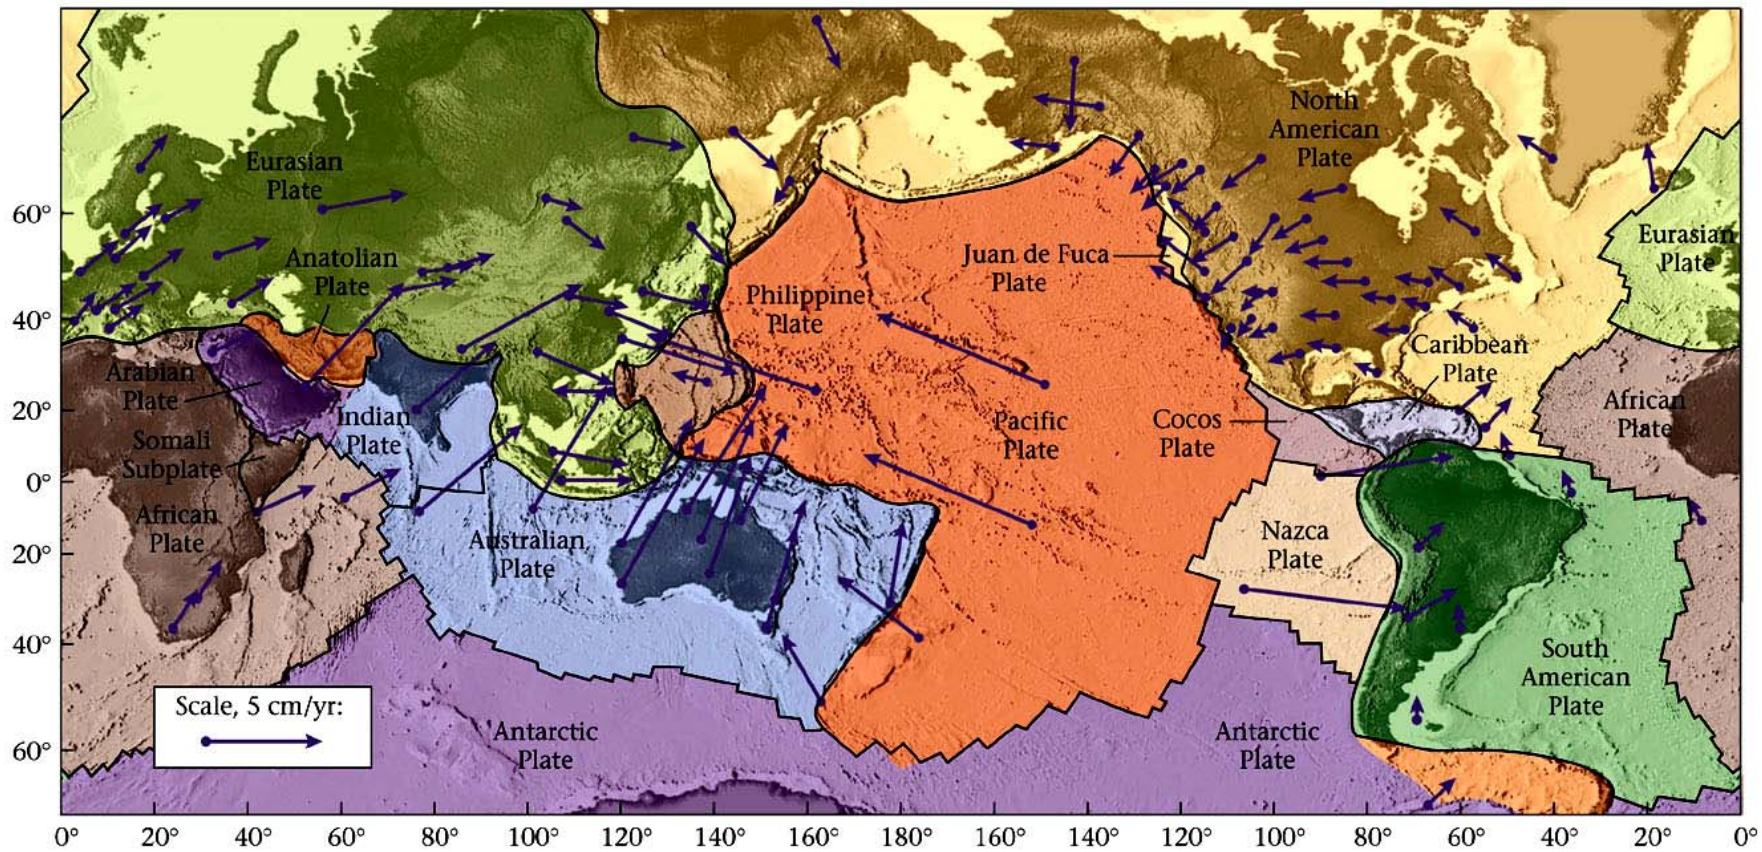 North
American
Plate
Eurasian
Plate
60°
Eurasian
Plate
Anatolian
Plate
Juan de Fuca
Plate
Philippine
Plate
40°
Caribbean
Plate
Arabian
Plate
20°
Indian
Plate
Pacific
Plate
Cocos
Plate
African
Plate
Somali
Subplate
0°
African
Plate
Nazca
Plate
Australian
Plate
20°
40°
South
American
Plate
Scale, 5 cm/yr:
Antarctic
Plate
Antarctic
Plate
60°
0° 20° 40° 60° 80° 100° 120° 140° 160° 180° 160° 140° 120° 100° 80° 60° 40° 20° 0°